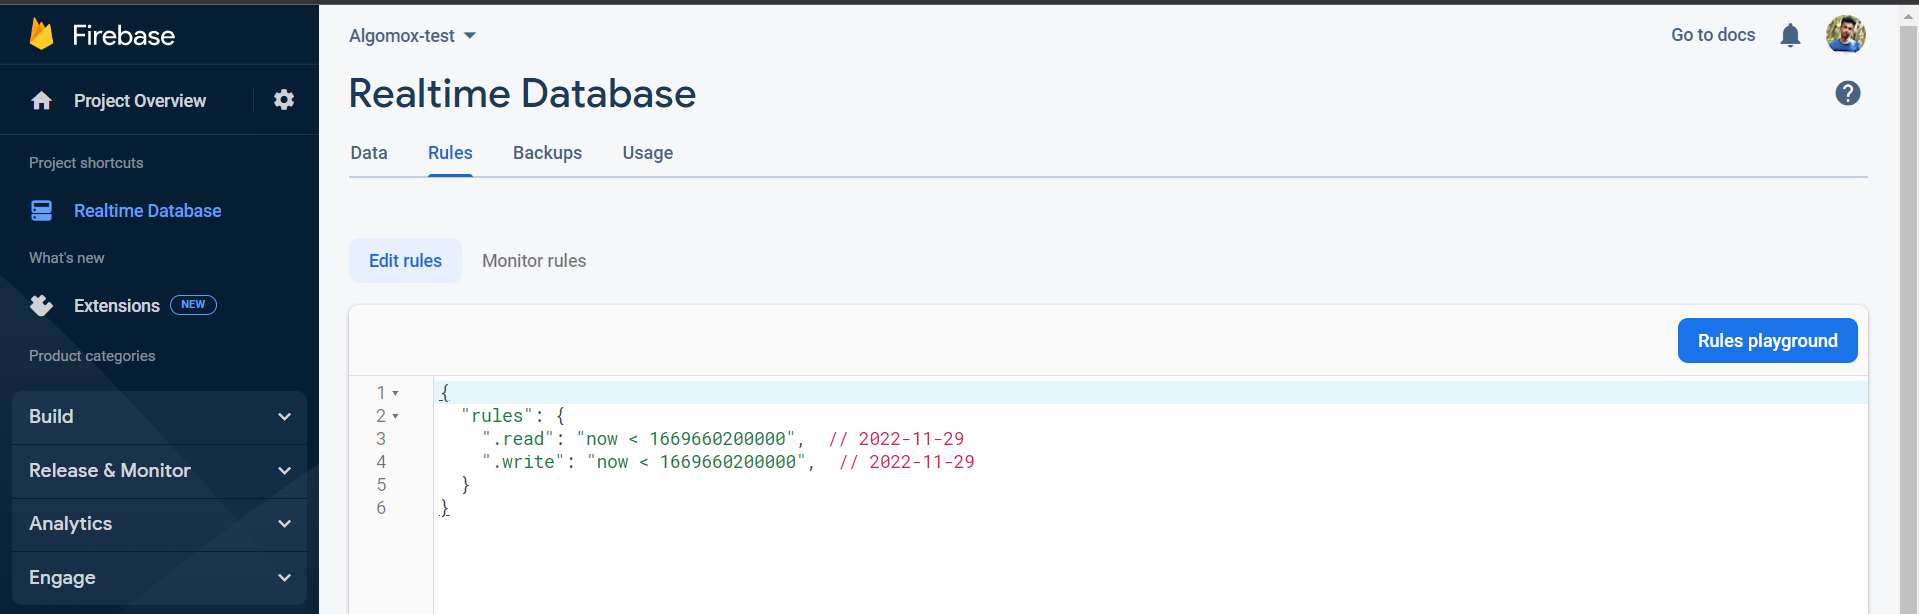 Firebase
Project Overview
Project shortcuts
Realtime Database
What's new
Extensions NEW
Product categories
Build
Release & Monitor
Analytics
Engage
Algomox-test
Go to docs
Realtime Database
?
Data Rules Backups Usage
Edit rules Monitor rules
Rules playground
1 {
2 "rules": {
3 ".read": "now < 1669660200000",  // 2022-11-29
4 ".write": "now < 1669660200000",  // 2022-11-29
5 }
6 }